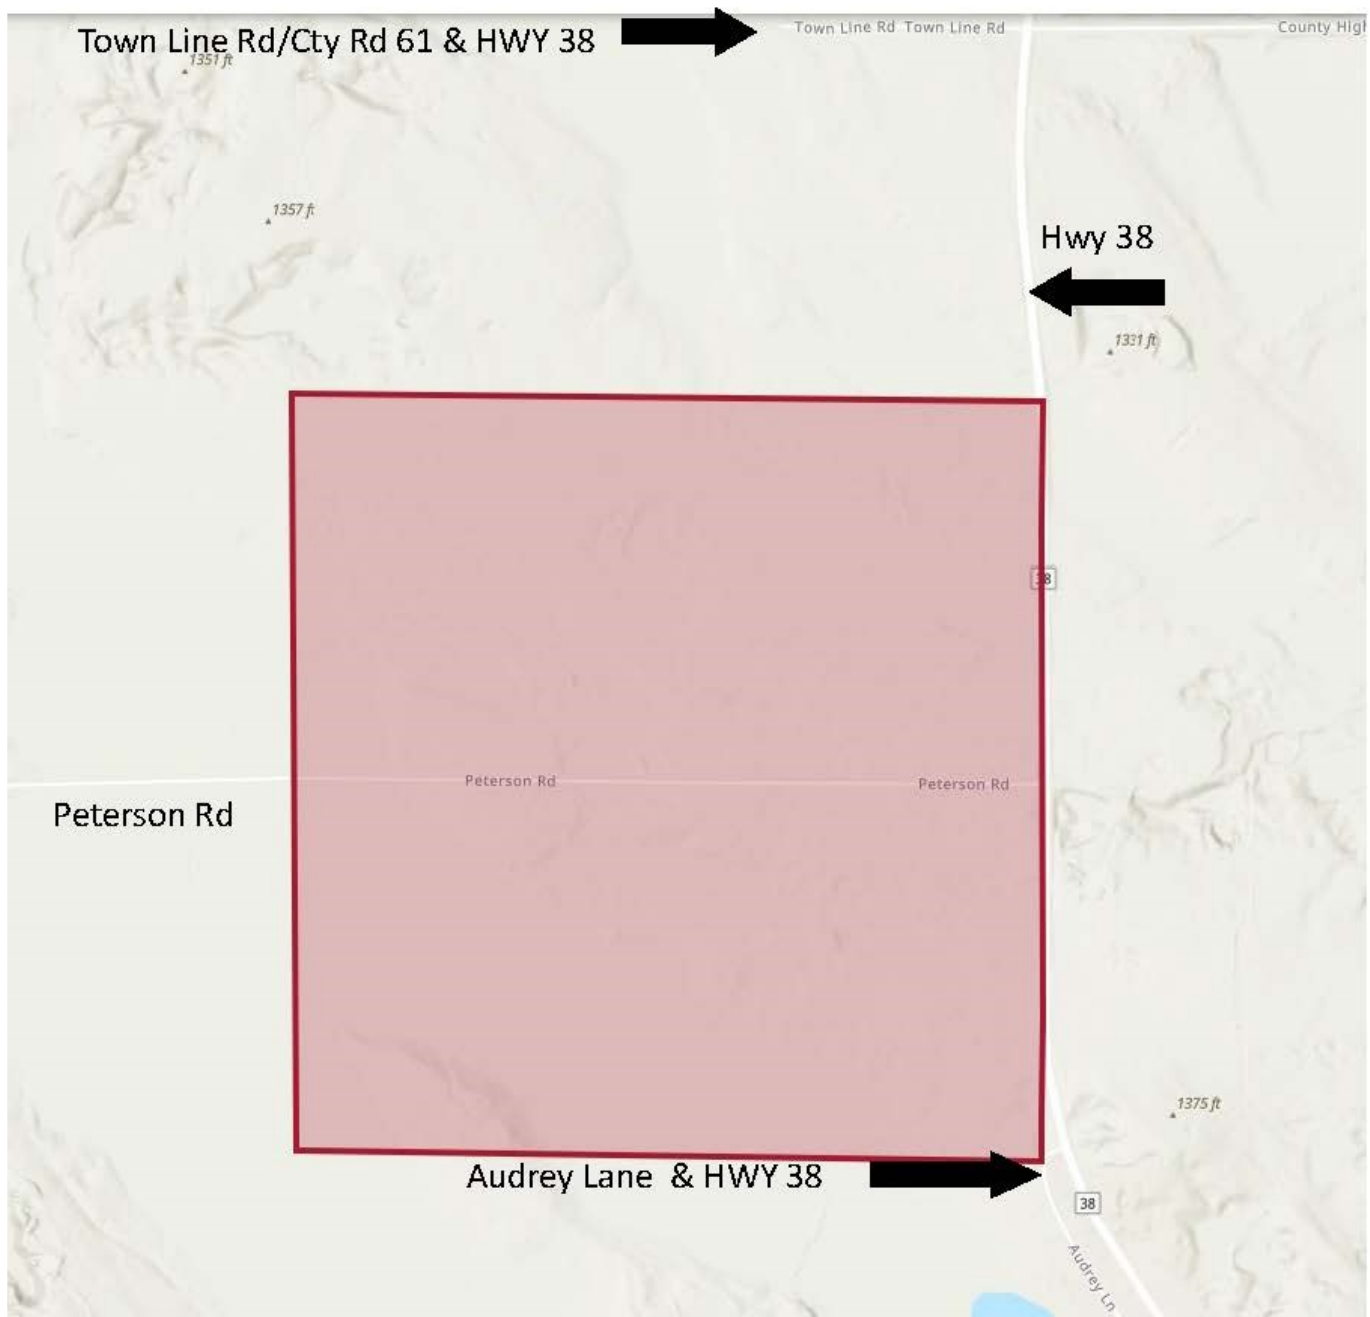 Town Line Rd/Cty Rd 61 & HWY 38
Town Line Rd Town Line Rd
County High
1351 ft
1357 ft
Hwy 38
1331 ft
38
Peterson Rd
Peterson Rd
Peterson Rd
1375 ft
Audrey Lane & HWY 38
38
Audrey Ln